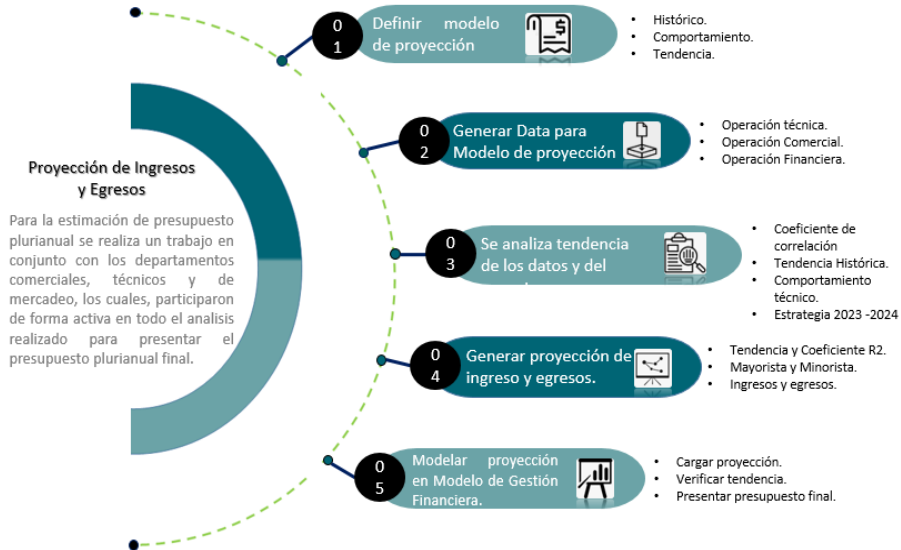 Proyección de Ingresos
y Egresos
Para la estimación de presupuesto
plurianual se realiza un trabajo en
conjunto con los departamentos
comerciales, técnicos y de
mercadeo, los cuales, participaron
de forma activa en todo el analisis
realizado para presentar el
presupuesto plurianual final.
0
1
Definir modelo
de proyección
$
• Histórico.
• Comportamiento.
• Tendencia.
0
2
Generar Data para
Modelo de proyección
• Operación técnica.
• Operación Comercial.
• Operación Financiera.
0
3
Se analiza tendencia
de los datos y del
• Coeficiente de
correlación
• Tendencia Histórica.
• Comportamiento
técnico.
• Estrategia 2023 -2024
0
4
Generar proyección de
ingreso y egresos.
• Tendencia y Coeficiente R2.
• Mayorista y Minorista.
• Ingresos y egresos.
0
5
Modelar proyección
en Modelo de Gestión
Financiera.
• Cargar proyección.
• Verificar tendencia.
• Presentar presupuesto final.